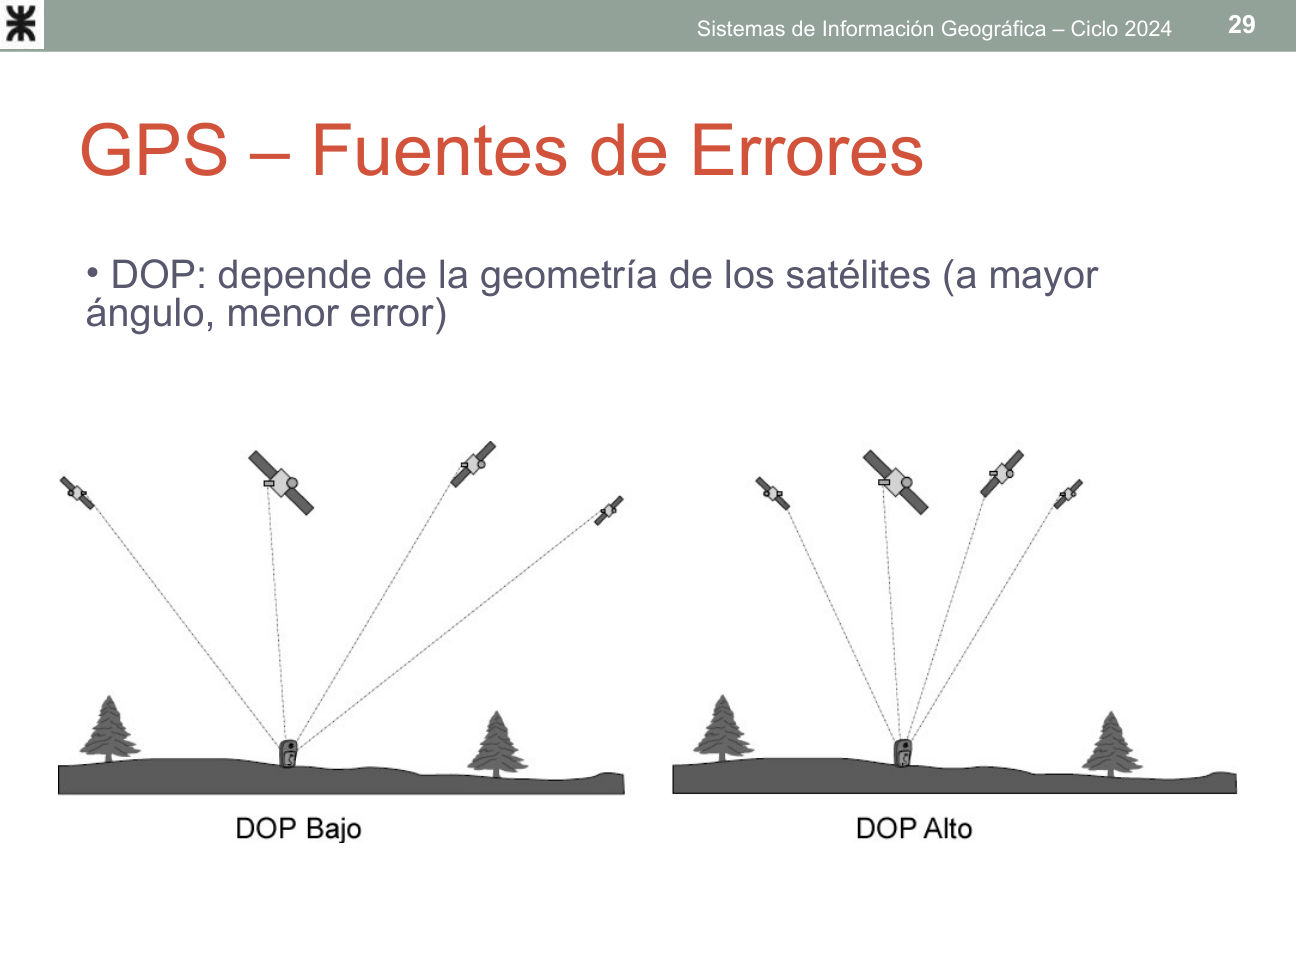 Sistemas de Información Geográfica – Ciclo 2024
29
GPS – Fuentes de Errores
• DOP: depende de la geometría de los satélites (a mayor
ángulo, menor error)
DOP Bajo
DOP Alto